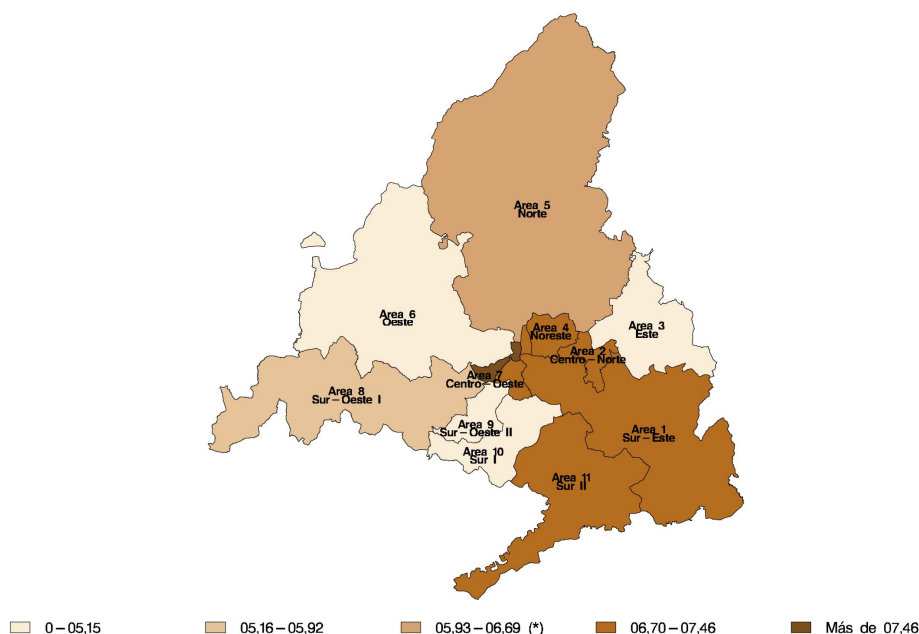 Area 5
Norte
Area 6
Oeste
Area 4
Noreste
Area 3
Este
Area 2
Centro – Norte
Area 7
Centro – Oeste
Area 8
Sur – Oeste I
Area 9
Sur – Oeste II
Area 1
Sur – Este
Area 10
Sur I
Area 11
Sur II
0 – 05,15
05,16 – 05,92
05,93 – 06,69 (*)
06,70 – 07,46
Más de 07,46